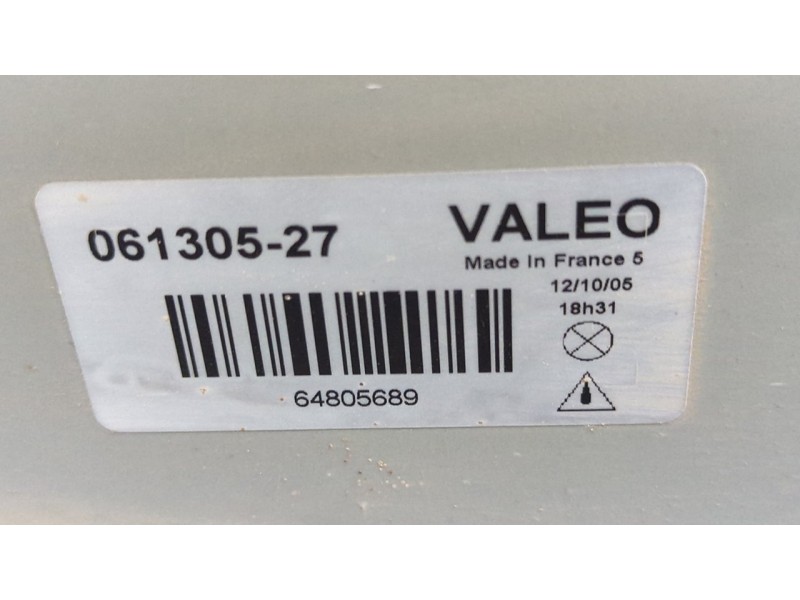 061305-27
VALEO
Made In France 5
12/10/05
18h31
64805689